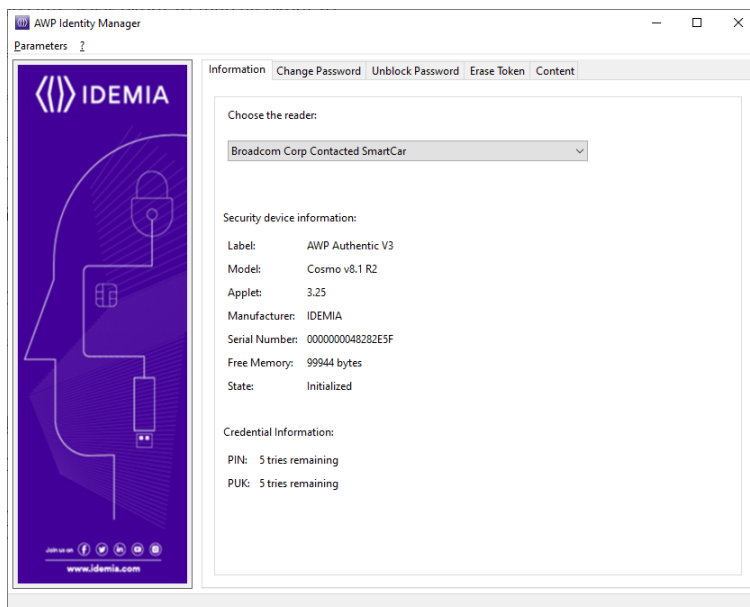 AWP Identity Manager
Parameters ?
IDEMIA
Join us on
www.idemia.com
Information Change Password Unblock Password Erase Token Content
Choose the reader:
Broadcom Corp Contacted SmartCar
Security device information:
Label: AWP Authentic V3
Model: Cosmo v8.1 R2
Applet: 3.25
Manufacturer: IDEMIA
Serial Number: 0000000048282E5F
Free Memory: 99944 bytes
State: Initialized
Credential Information:
PIN: 5 tries remaining
PUK: 5 tries remaining